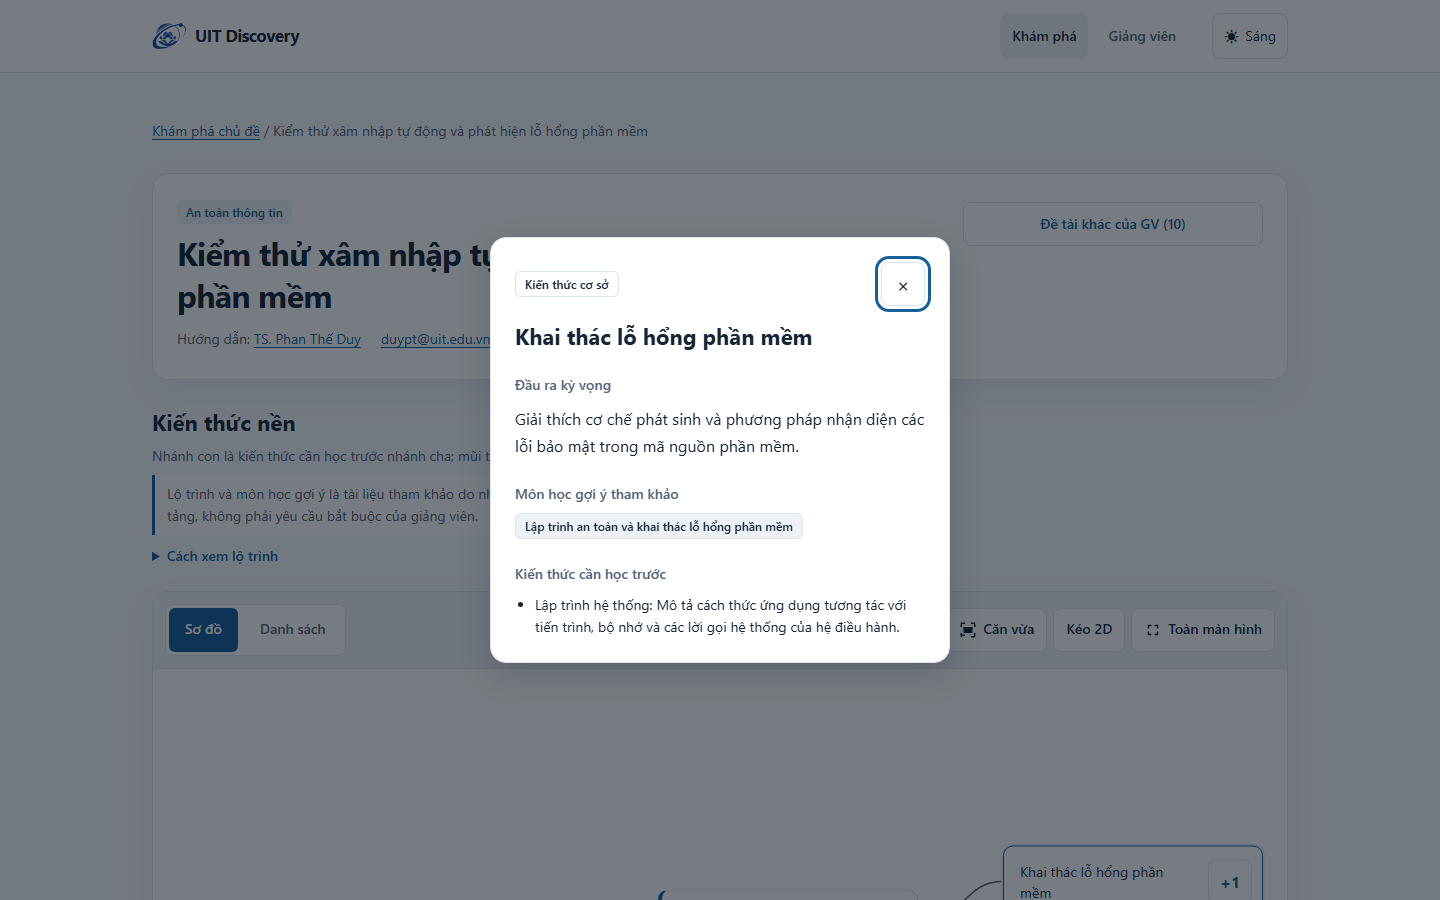 UIT Discovery
Khám phá
Giảng viên
Sáng
Khám phá chủ đề / Kiểm thử xâm nhập tự động và phát hiện lỗ hổng phần mềm
An toàn thông tin
Kiểm thử xâm nhập tự
phần mềm
Hướng dẫn: TS. Phan Thế Duy duypt@uit.edu.vn
Đề tài khác của GV (10)
Kiến thức nền
Nhánh con là kiến thức cần học trước nhánh cha; mũi t
Lộ trình và môn học gợi ý là tài liệu tham khảo do
tảng, không phải yêu cầu bắt buộc của giảng viên.
Cách xem lộ trình
Sơ đồ
Danh sách
Căn vừa
Kéo 2D
Toàn màn hình
Kiến thức cơ sở
×
Khai thác lỗ hổng phần mềm
Đầu ra kỳ vọng
Giải thích cơ chế phát sinh và phương pháp nhận diện các
lỗi bảo mật trong mã nguồn phần mềm.
Môn học gợi ý tham khảo
Lập trình an toàn và khai thác lỗ hổng phần mềm
Kiến thức cần học trước
Lập trình hệ thống: Mô tả cách thức ứng dụng tương tác với
tiến trình, bộ nhớ và các lời gọi hệ thống của hệ điều hành.
Khai thác lỗ hổng phần
mềm
+1